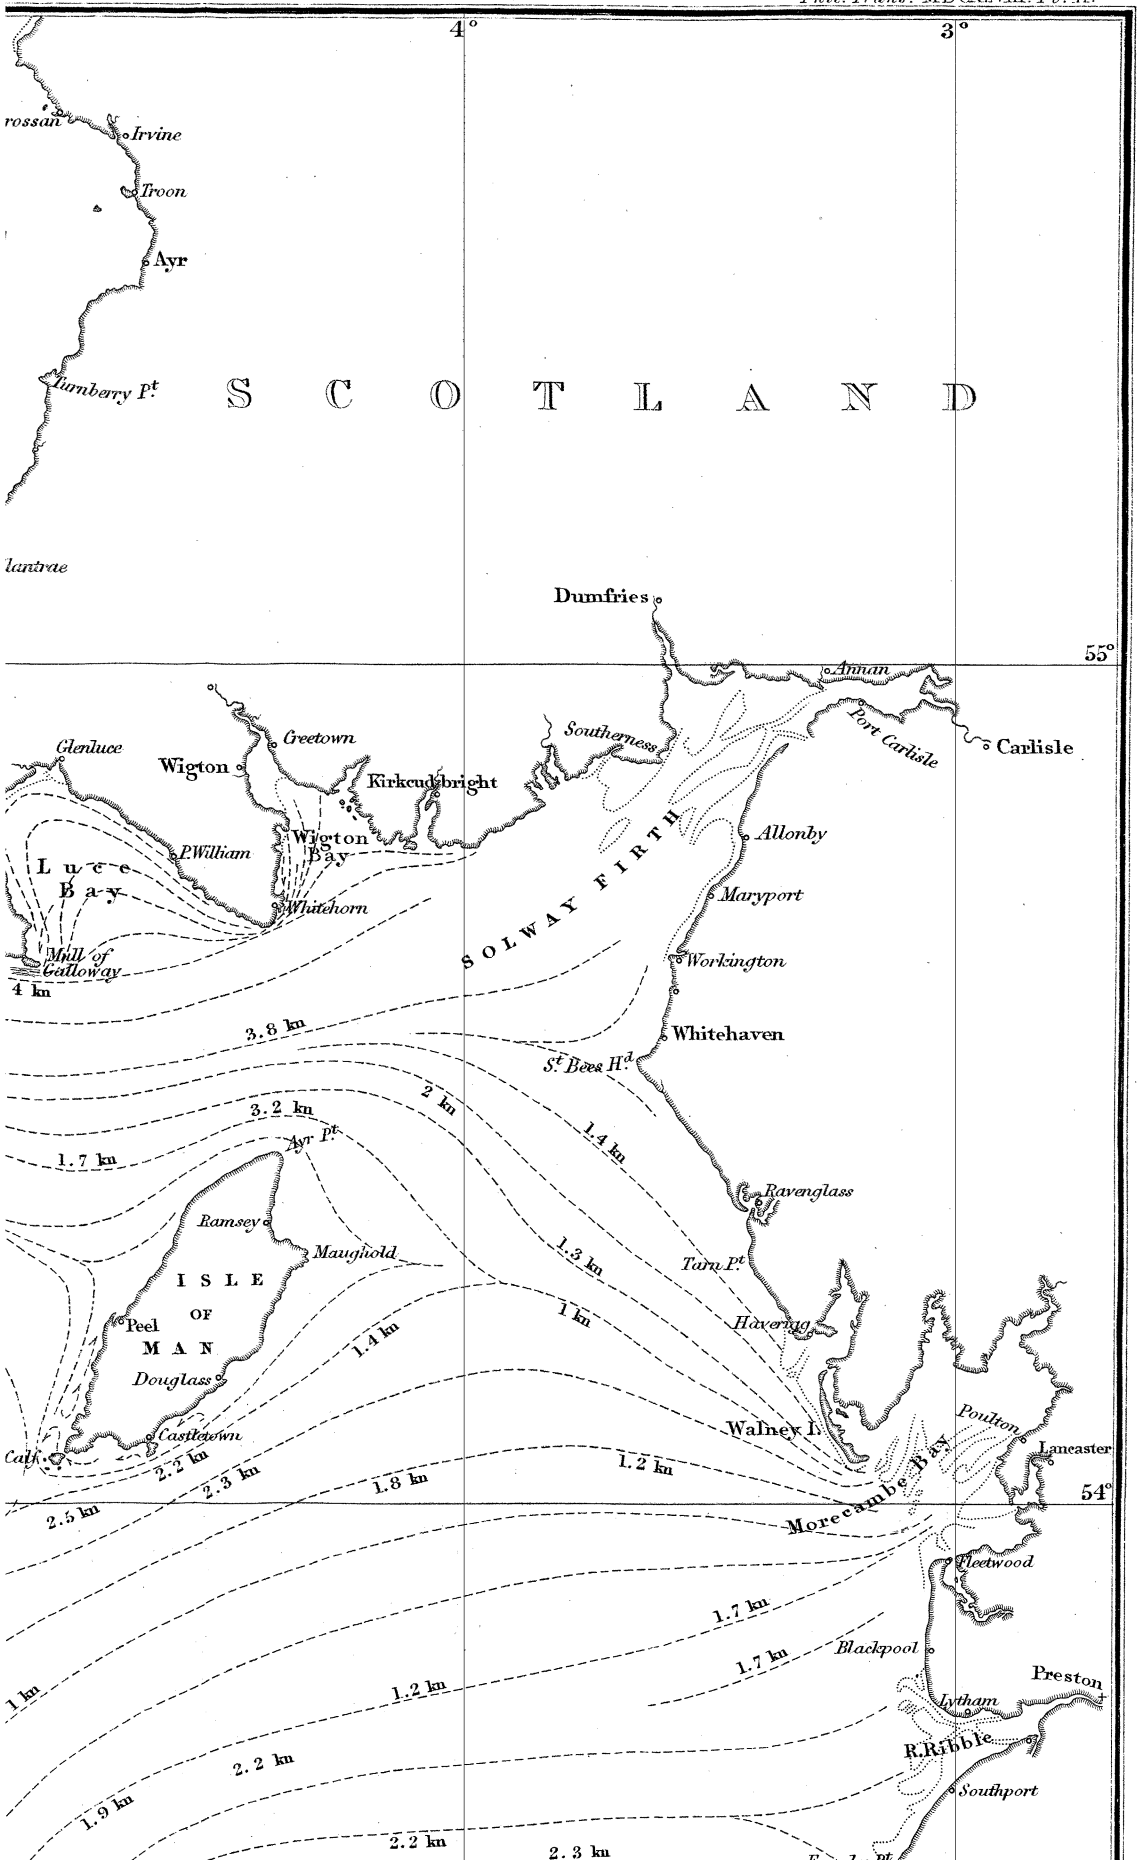 4°
3°
rossan
Irvine
Troon
Ayr
Turnberry Pt.
SCOTLAND
lantrae
Dumfries
55°
Annan
Port Carlisle
Carlisle
Southerness
Creetown
Glenluce
Wigton
Kirkcudbright
Allonby
Wigton
Bay
P. William
Luce
Bay
Whitehorn
Maryport
SOLWAY FIRTH
Mull of
Galloway
Workington
4 kn
3.8 kn
Whitehaven
St. Bees Hd.
2 kn
3.2 kn
1.4 kn
Ayr Pt.
1.7 kn
Ravenglass
Ramsey
Maughold
1.3 kn
Tarn Pt.
ISLE
OF
MAN
1 kn
Peel
1.4 kn
Haverigg
Douglass
Walney I.
Poulton
Castletown
Calf
Lancaster
2.2 kn
2.3 kn
1.8 kn
1.2 kn
54°
2.5 kn
Morecambe Bay
Fleetwood
1.7 kn
Blackpool
1.7 kn
Preston
1 kn
1.2 kn
Lytham
R. Ribble
2.2 kn
Southport
1.9 kn
2.2 kn
2.3 kn